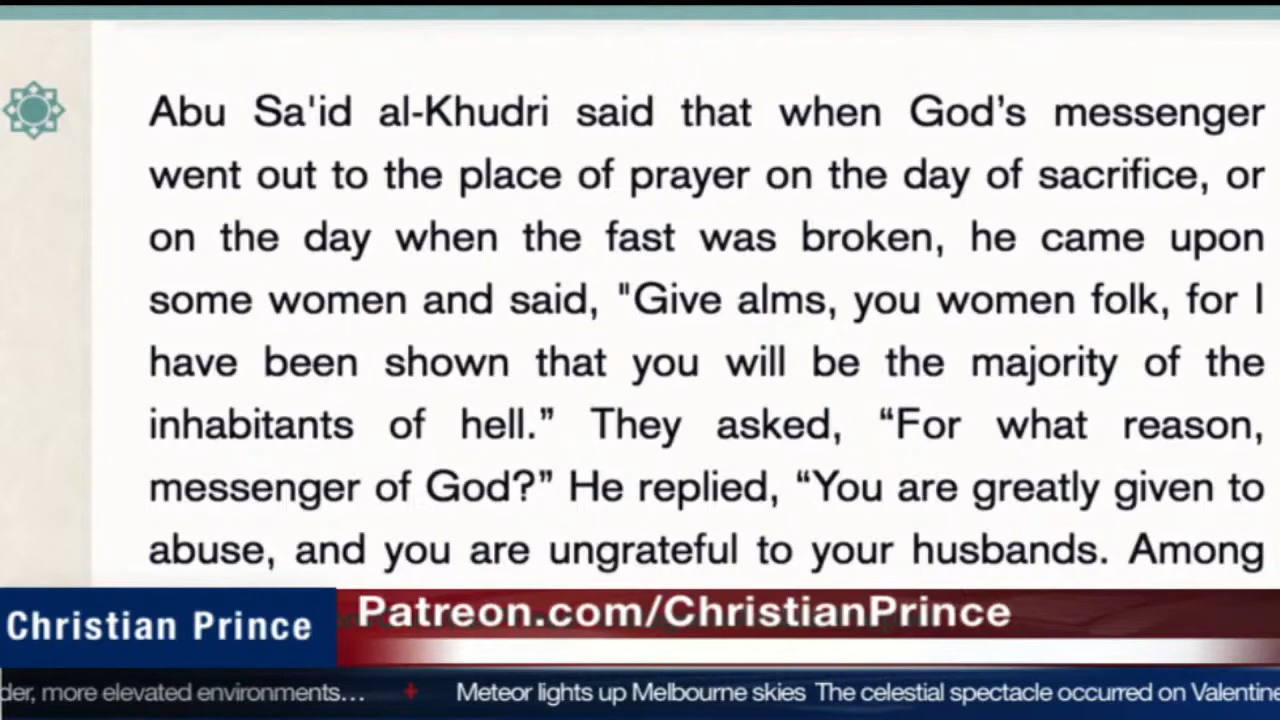 Abu Sa'id al-Khudri said that when God's messenger
went out to the place of prayer on the day of sacrifice, or
on the day when the fast was broken, he came upon
some women and said, "Give alms, you women folk, for I
have been shown that you will be the majority of the
inhabitants of hell.” They asked, “For what reason,
messenger of God?” He replied, “You are greatly given to
abuse, and you are ungrateful to your husbands. Among
Patreon.com/ChristianPrince
Christian Prince
der, more elevated environments... Meteor lights up Melbourne skies The celestial spectacle occurred on Valentine